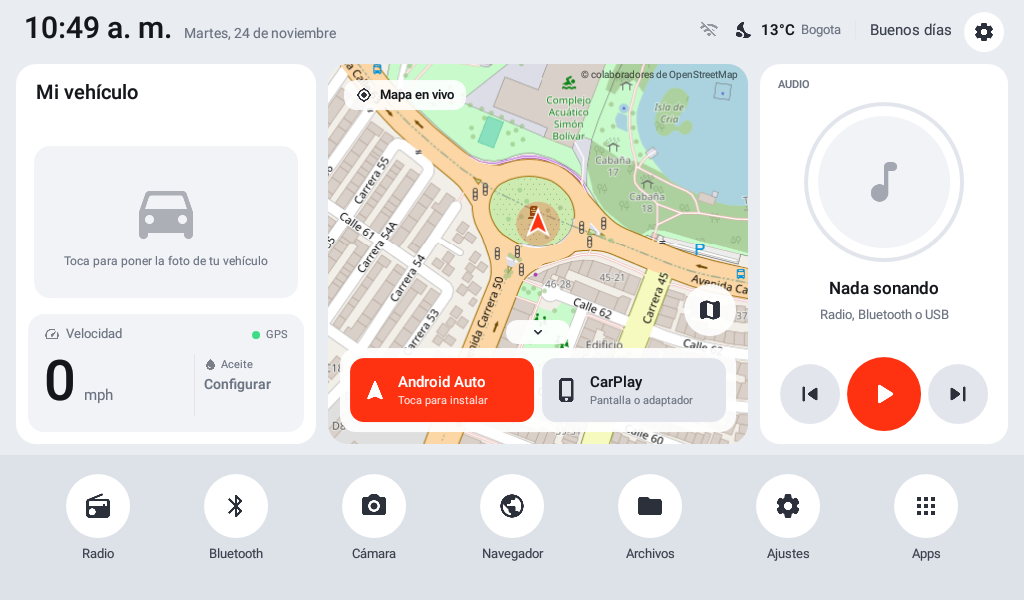 10:49 a. m.
Martes, 24 de noviembre
13°C
Bogota
Buenos días
Mi vehículo
Toca para poner la foto de tu vehículo
Velocidad
GPS
0
mph
Aceite
Configurar
© colaboradores de OpenStreetMap
Mapa en vivo
Complejo
Acuático
Simón
Bolívar
Isla de
Cría
Cabaña
17
Cabaña
18
Carrera 55
Calle 61
Carrera 54A
Carrera 54
Carrera 53
Carrera 50
Carrera 45
45-21
46-28
Calle 62
Avenida Ca
Edificio
Calle 60
Android Auto
Toca para instalar
CarPlay
Pantalla o adaptador
AUDIO
Nada sonando
Radio, Bluetooth o USB
Radio
Bluetooth
Cámara
Navegador
Archivos
Ajustes
Apps